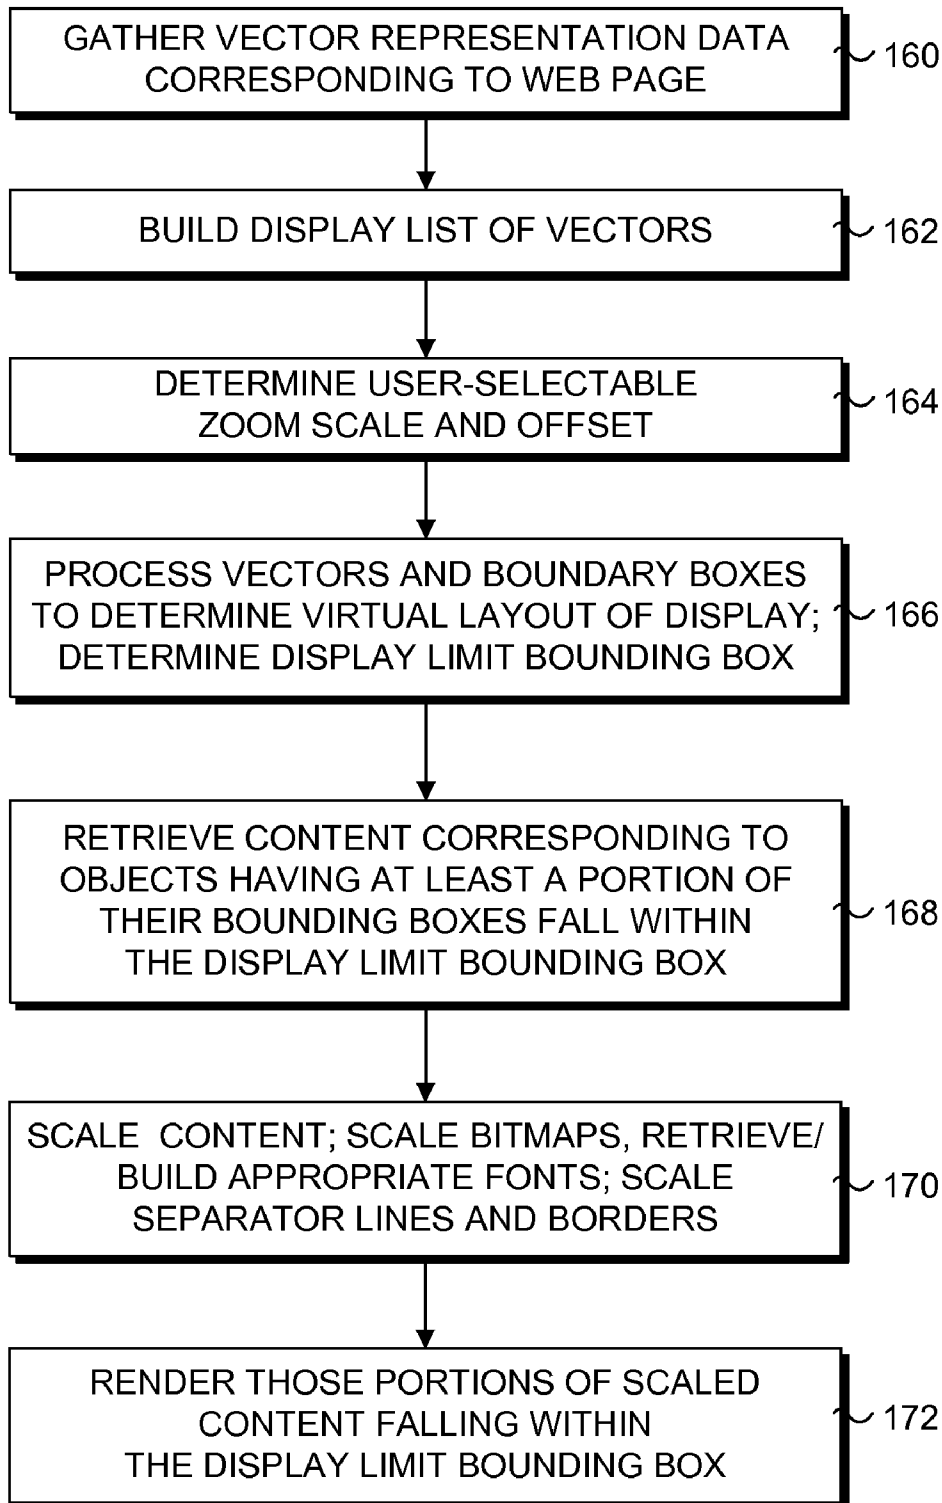 GATHER VECTOR REPRESENTATION DATA
CORRESPONDING TO WEB PAGE
160
BUILD DISPLAY LIST OF VECTORS
162
DETERMINE USER-SELECTABLE
ZOOM SCALE AND OFFSET
164
PROCESS VECTORS AND BOUNDARY BOXES
TO DETERMINE VIRTUAL LAYOUT OF DISPLAY;
DETERMINE DISPLAY LIMIT BOUNDING BOX
166
RETRIEVE CONTENT CORRESPONDING TO
OBJECTS HAVING AT LEAST A PORTION OF
THEIR BOUNDING BOXES FALL WITHIN
THE DISPLAY LIMIT BOUNDING BOX
168
SCALE CONTENT; SCALE BITMAPS, RETRIEVE/
BUILD APPROPRIATE FONTS; SCALE
SEPARATOR LINES AND BORDERS
170
RENDER THOSE PORTIONS OF SCALED
CONTENT FALLING WITHIN
THE DISPLAY LIMIT BOUNDING BOX
172